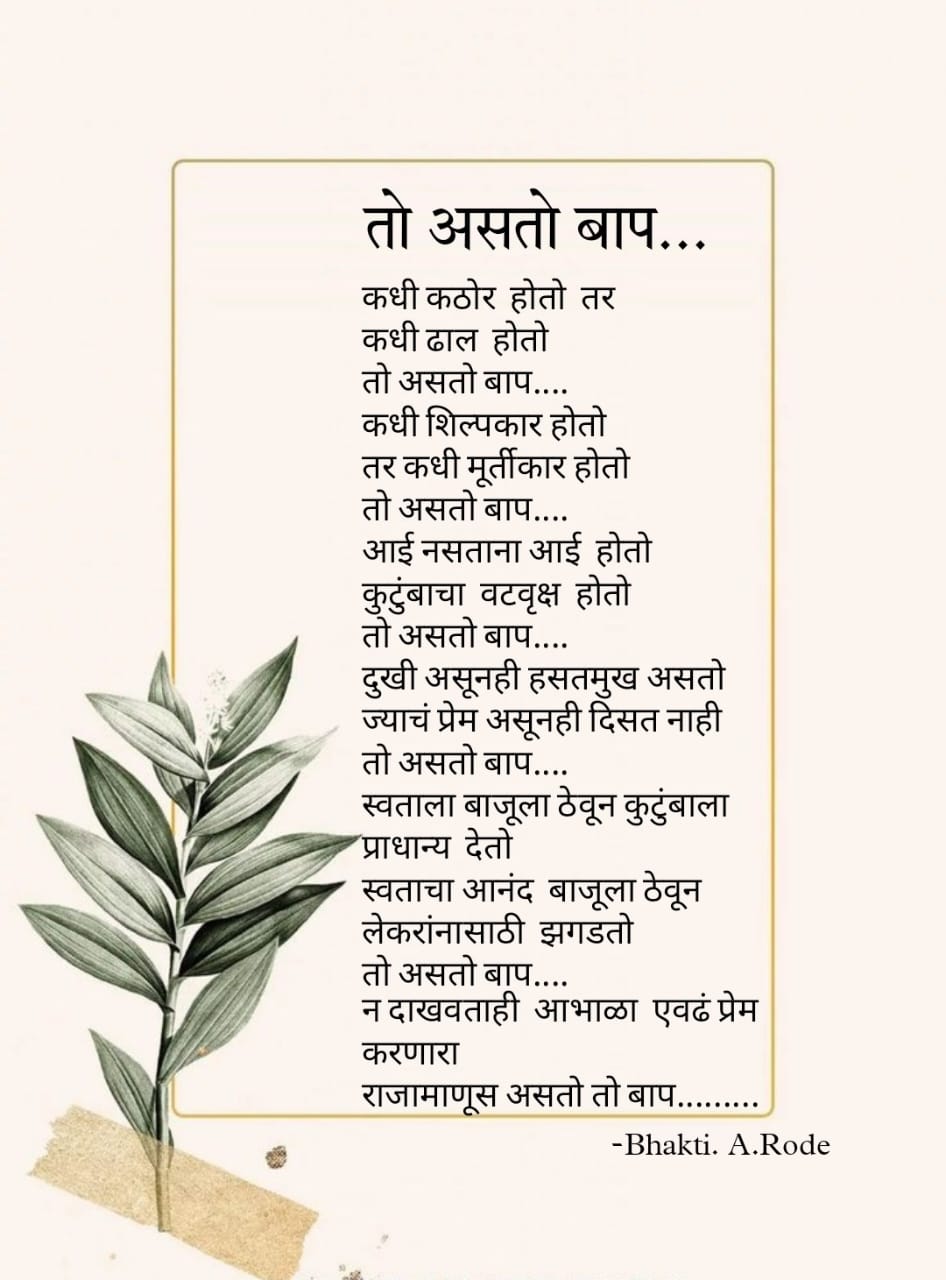 तो असतो बाप...
कधी कठोर होतो तर
कधी ढाल होतो
तो असतो बाप....
कधी शिल्पकार होतो
तर कधी मूर्तीकार होतो
तो असतो बाप....
आई नसताना आई होतो
कुटुंबाचा वटवृक्ष होतो
तो असतो बाप....
दुखी असूनही हसतमुख असतो
ज्याचं प्रेम असूनही दिसत नाही
तो असतो बाप....
स्वताला बाजूला ठेवून कुटुंबाला
प्राधान्य देतो
स्वताचा आनंद बाजूला ठेवून
लेकरांनासाठी झगडतो
तो असतो बाप....
न दाखवताही आभाळा एवढं प्रेम
करणारा
राजामाणूस असतो तो बाप.........
-Bhakti. A.Rode